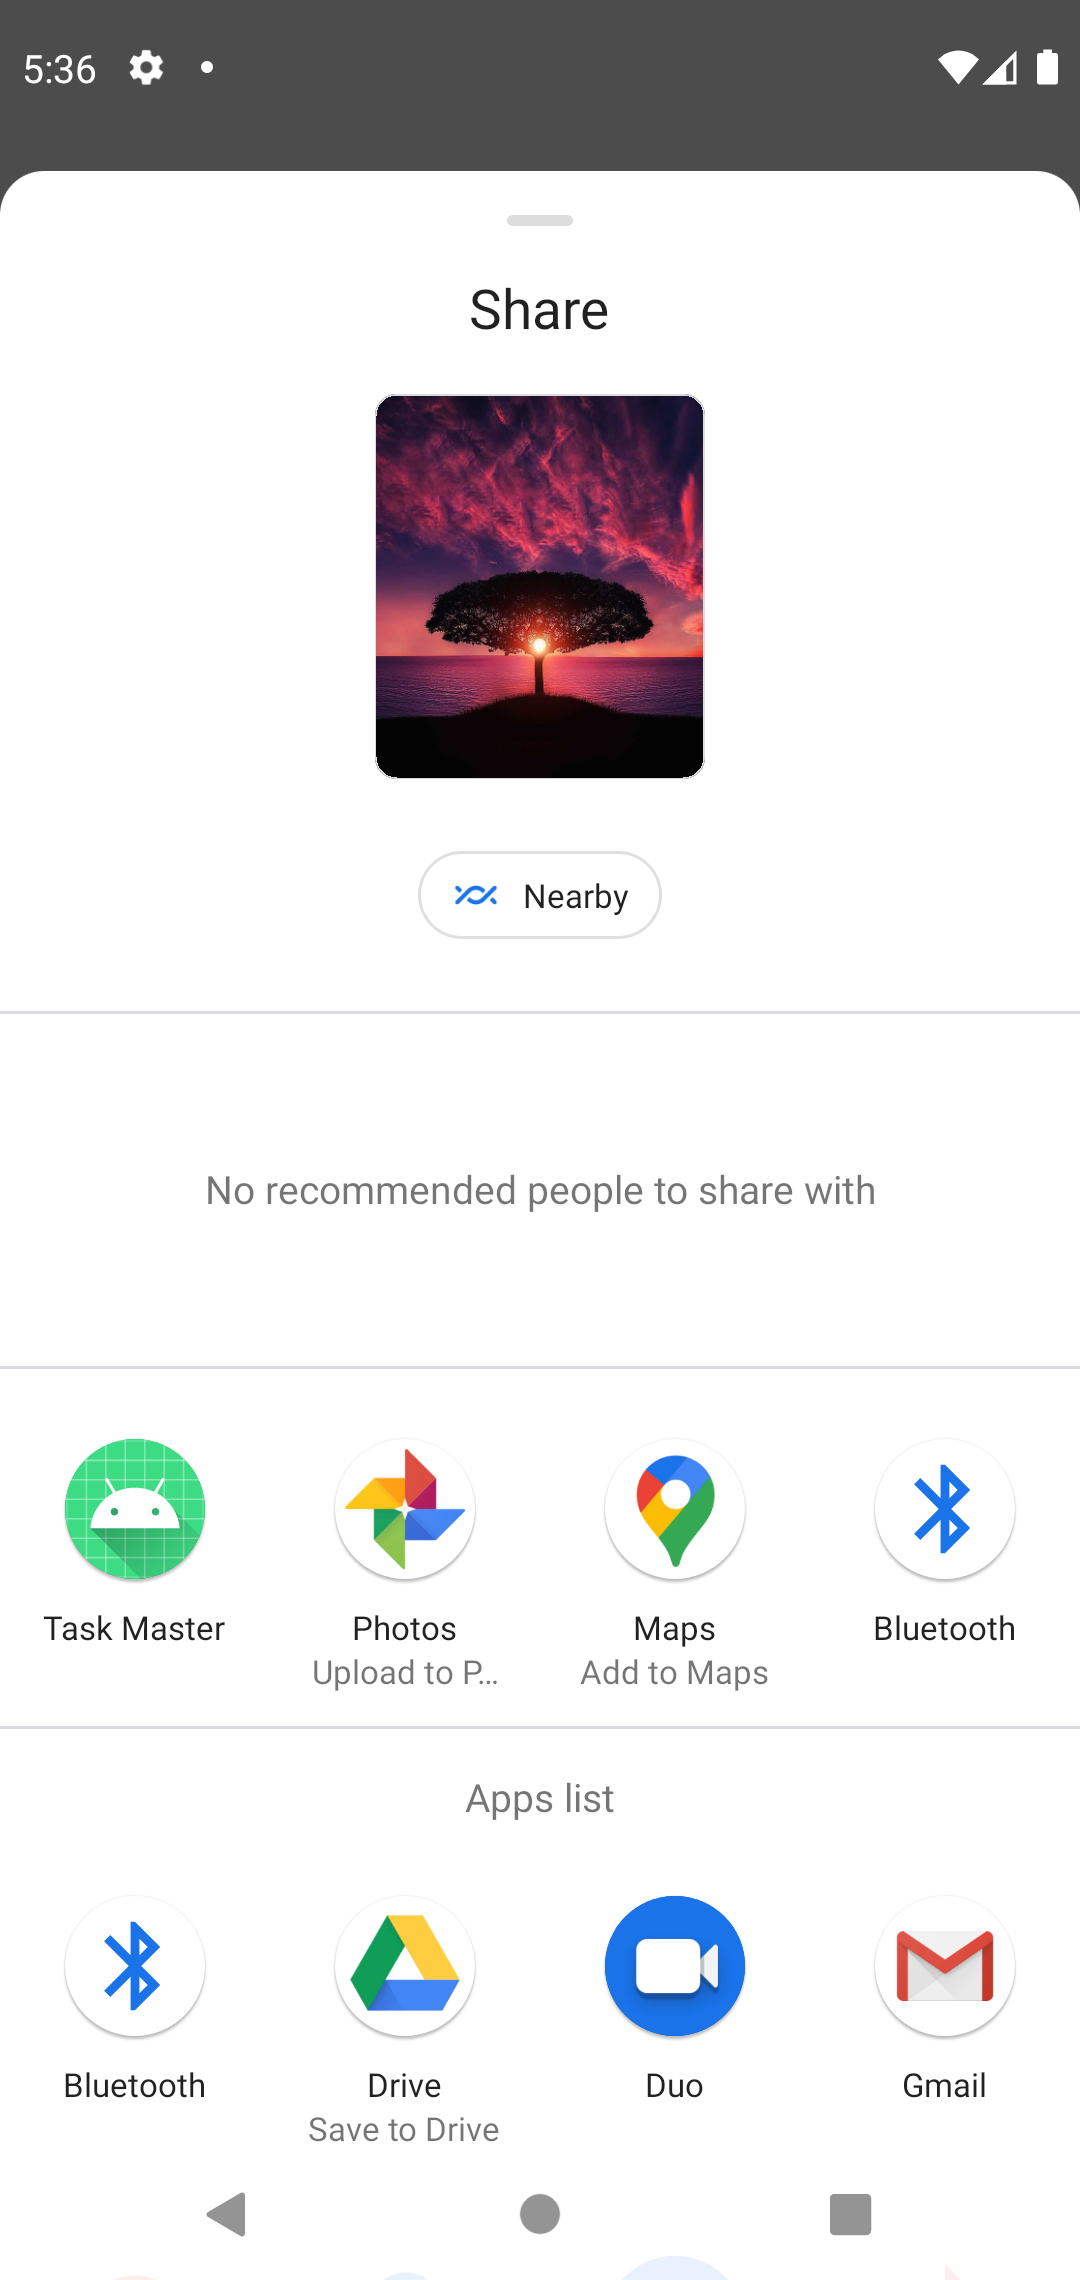 5:36
Share
Nearby
No recommended people to share with
Task Master
Photos
Upload to P...
Maps
Add to Maps
Bluetooth
Apps list
Bluetooth
Drive
Save to Drive
Duo
Gmail